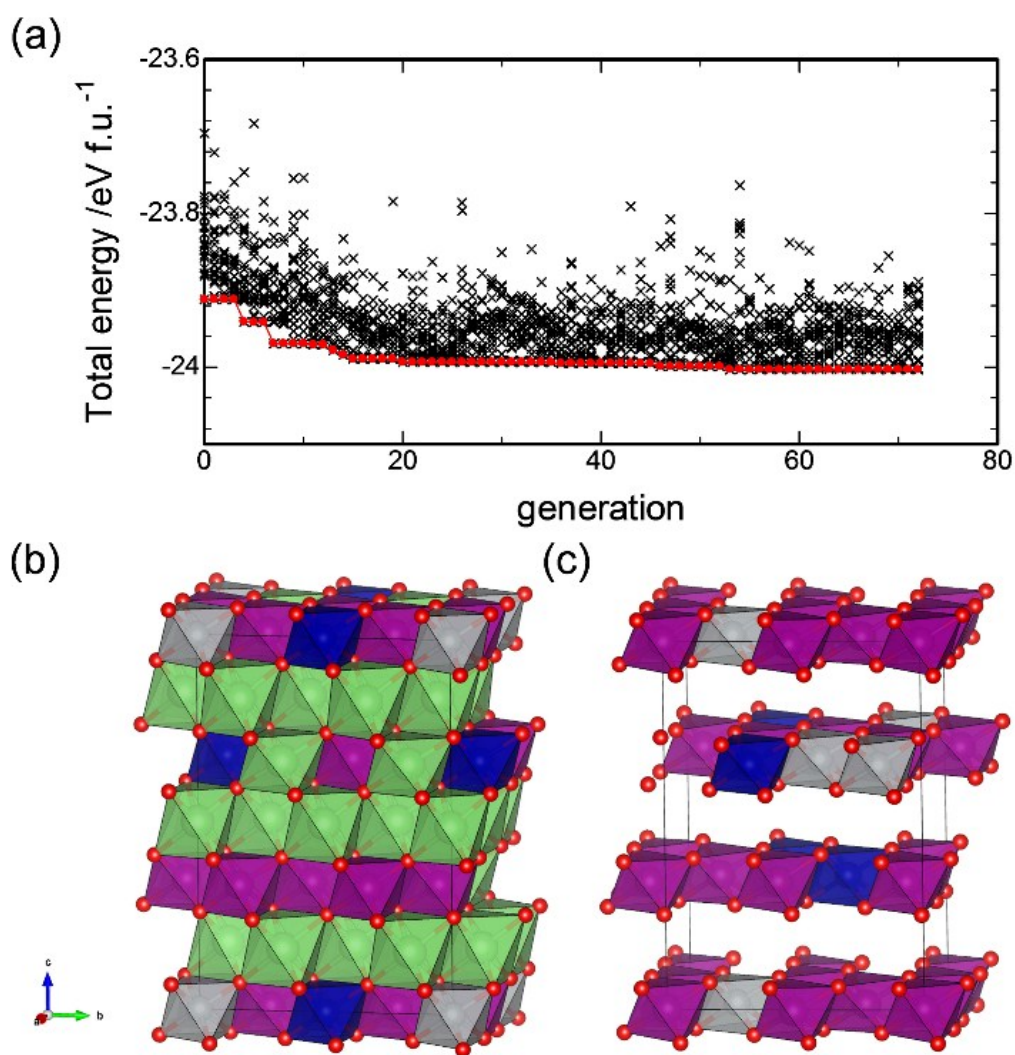 (a)
-23.6
-23.8
-24
Total energy /eV f.u.⁻¹
0 20 40 60 80
generation
(b) (c)
c
a b